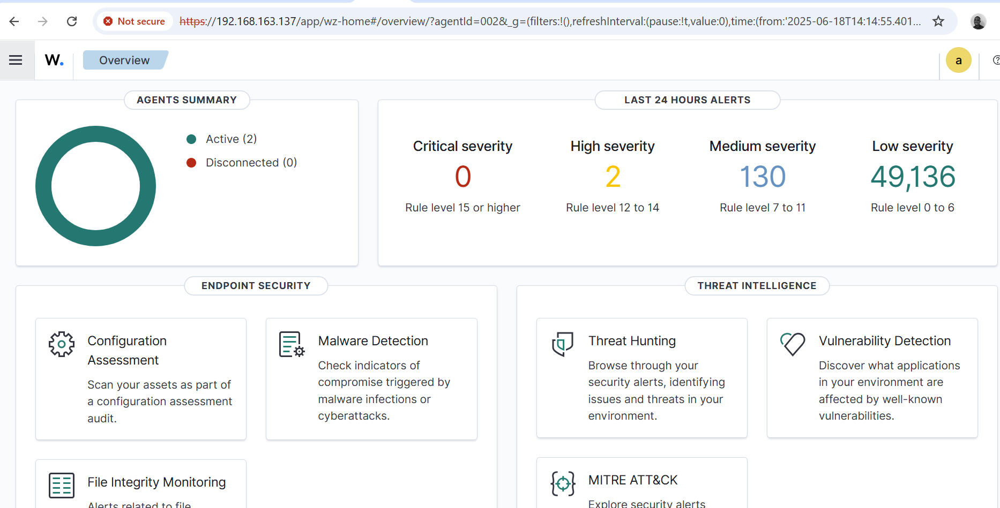 Not secure
https://192.168.163.137/app/wz-home#/overview/?agentId=002&_g=(filters:!(),refreshInterval:(pause:!t,value:0),time:(from:'2025-06-18T14:14:55.401...
W.
Overview
a
AGENTS SUMMARY
Active (2)
Disconnected (0)
LAST 24 HOURS ALERTS
Critical severity
0
Rule level 15 or higher
High severity
2
Rule level 12 to 14
Medium severity
130
Rule level 7 to 11
Low severity
49,136
Rule level 0 to 6
ENDPOINT SECURITY
Configuration
Assessment
Scan your assets as part of
a configuration assessment
audit.
Malware Detection
Check indicators of
compromise triggered by
malware infections or
cyberattacks.
File Integrity Monitoring
Alerts related to file
THREAT INTELLIGENCE
Threat Hunting
Browse through your
security alerts, identifying
issues and threats in your
environment.
Vulnerability Detection
Discover what applications
in your environment are
affected by well-known
vulnerabilities.
MITRE ATT&CK
Explore security alerts